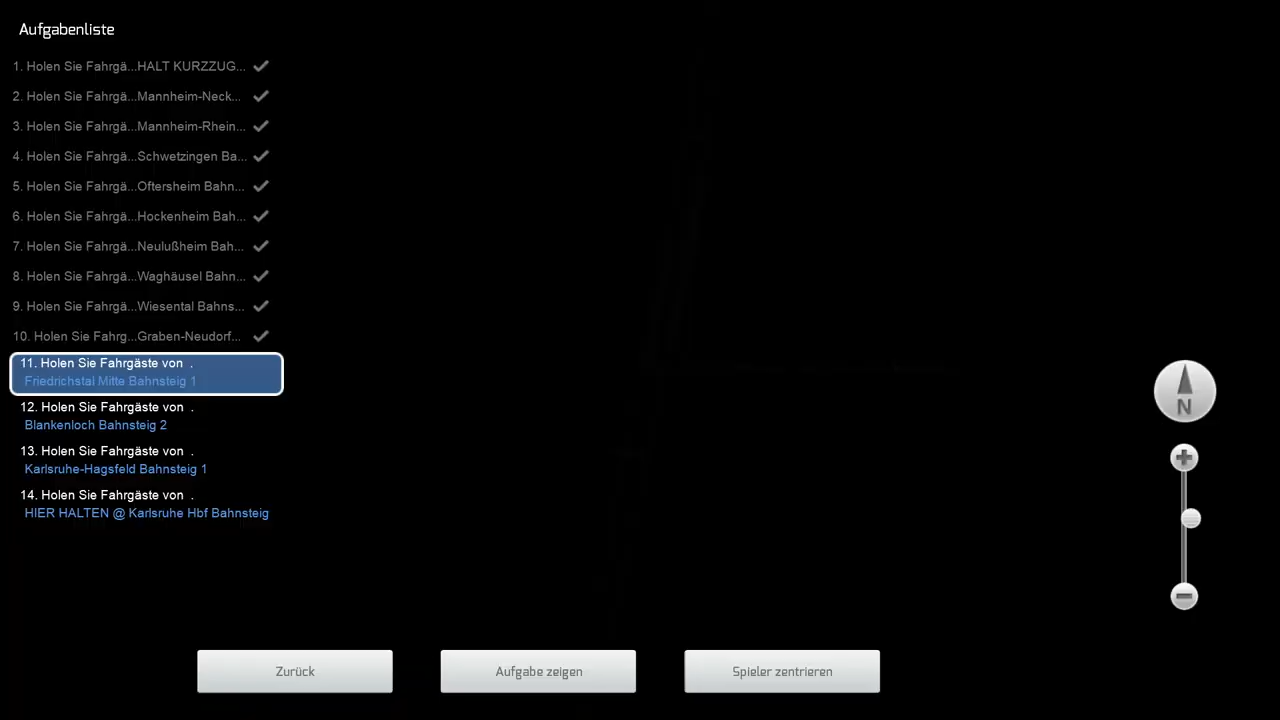 Aufgabenliste
1. Holen Sie Fahrgä...HALT KURZZUG...
2. Holen Sie Fahrgä...Mannheim-Neck...
3. Holen Sie Fahrgä...Mannheim-Rhein...
4. Holen Sie Fahrgä...Schwetzingen Ba...
5. Holen Sie Fahrgä...Oftersheim Bahn...
6. Holen Sie Fahrgä...Hockenheim Bah...
7. Holen Sie Fahrgä...Neulußheim Bah...
8. Holen Sie Fahrgä...Waghäusel Bahn...
9. Holen Sie Fahrgä...Wiesental Bahns...
10. Holen Sie Fahrg...Graben-Neudorf...
11. Holen Sie Fahrgäste von .
Friedrichstal Mitte Bahnsteig 1
12. Holen Sie Fahrgäste von .
Blankenloch Bahnsteig 2
13. Holen Sie Fahrgäste von .
Karlsruhe-Hagsfeld Bahnsteig 1
14. Holen Sie Fahrgäste von .
HIER HALTEN @ Karlsruhe Hbf Bahnsteig
N
Zurück
Aufgabe zeigen
Spieler zentrieren